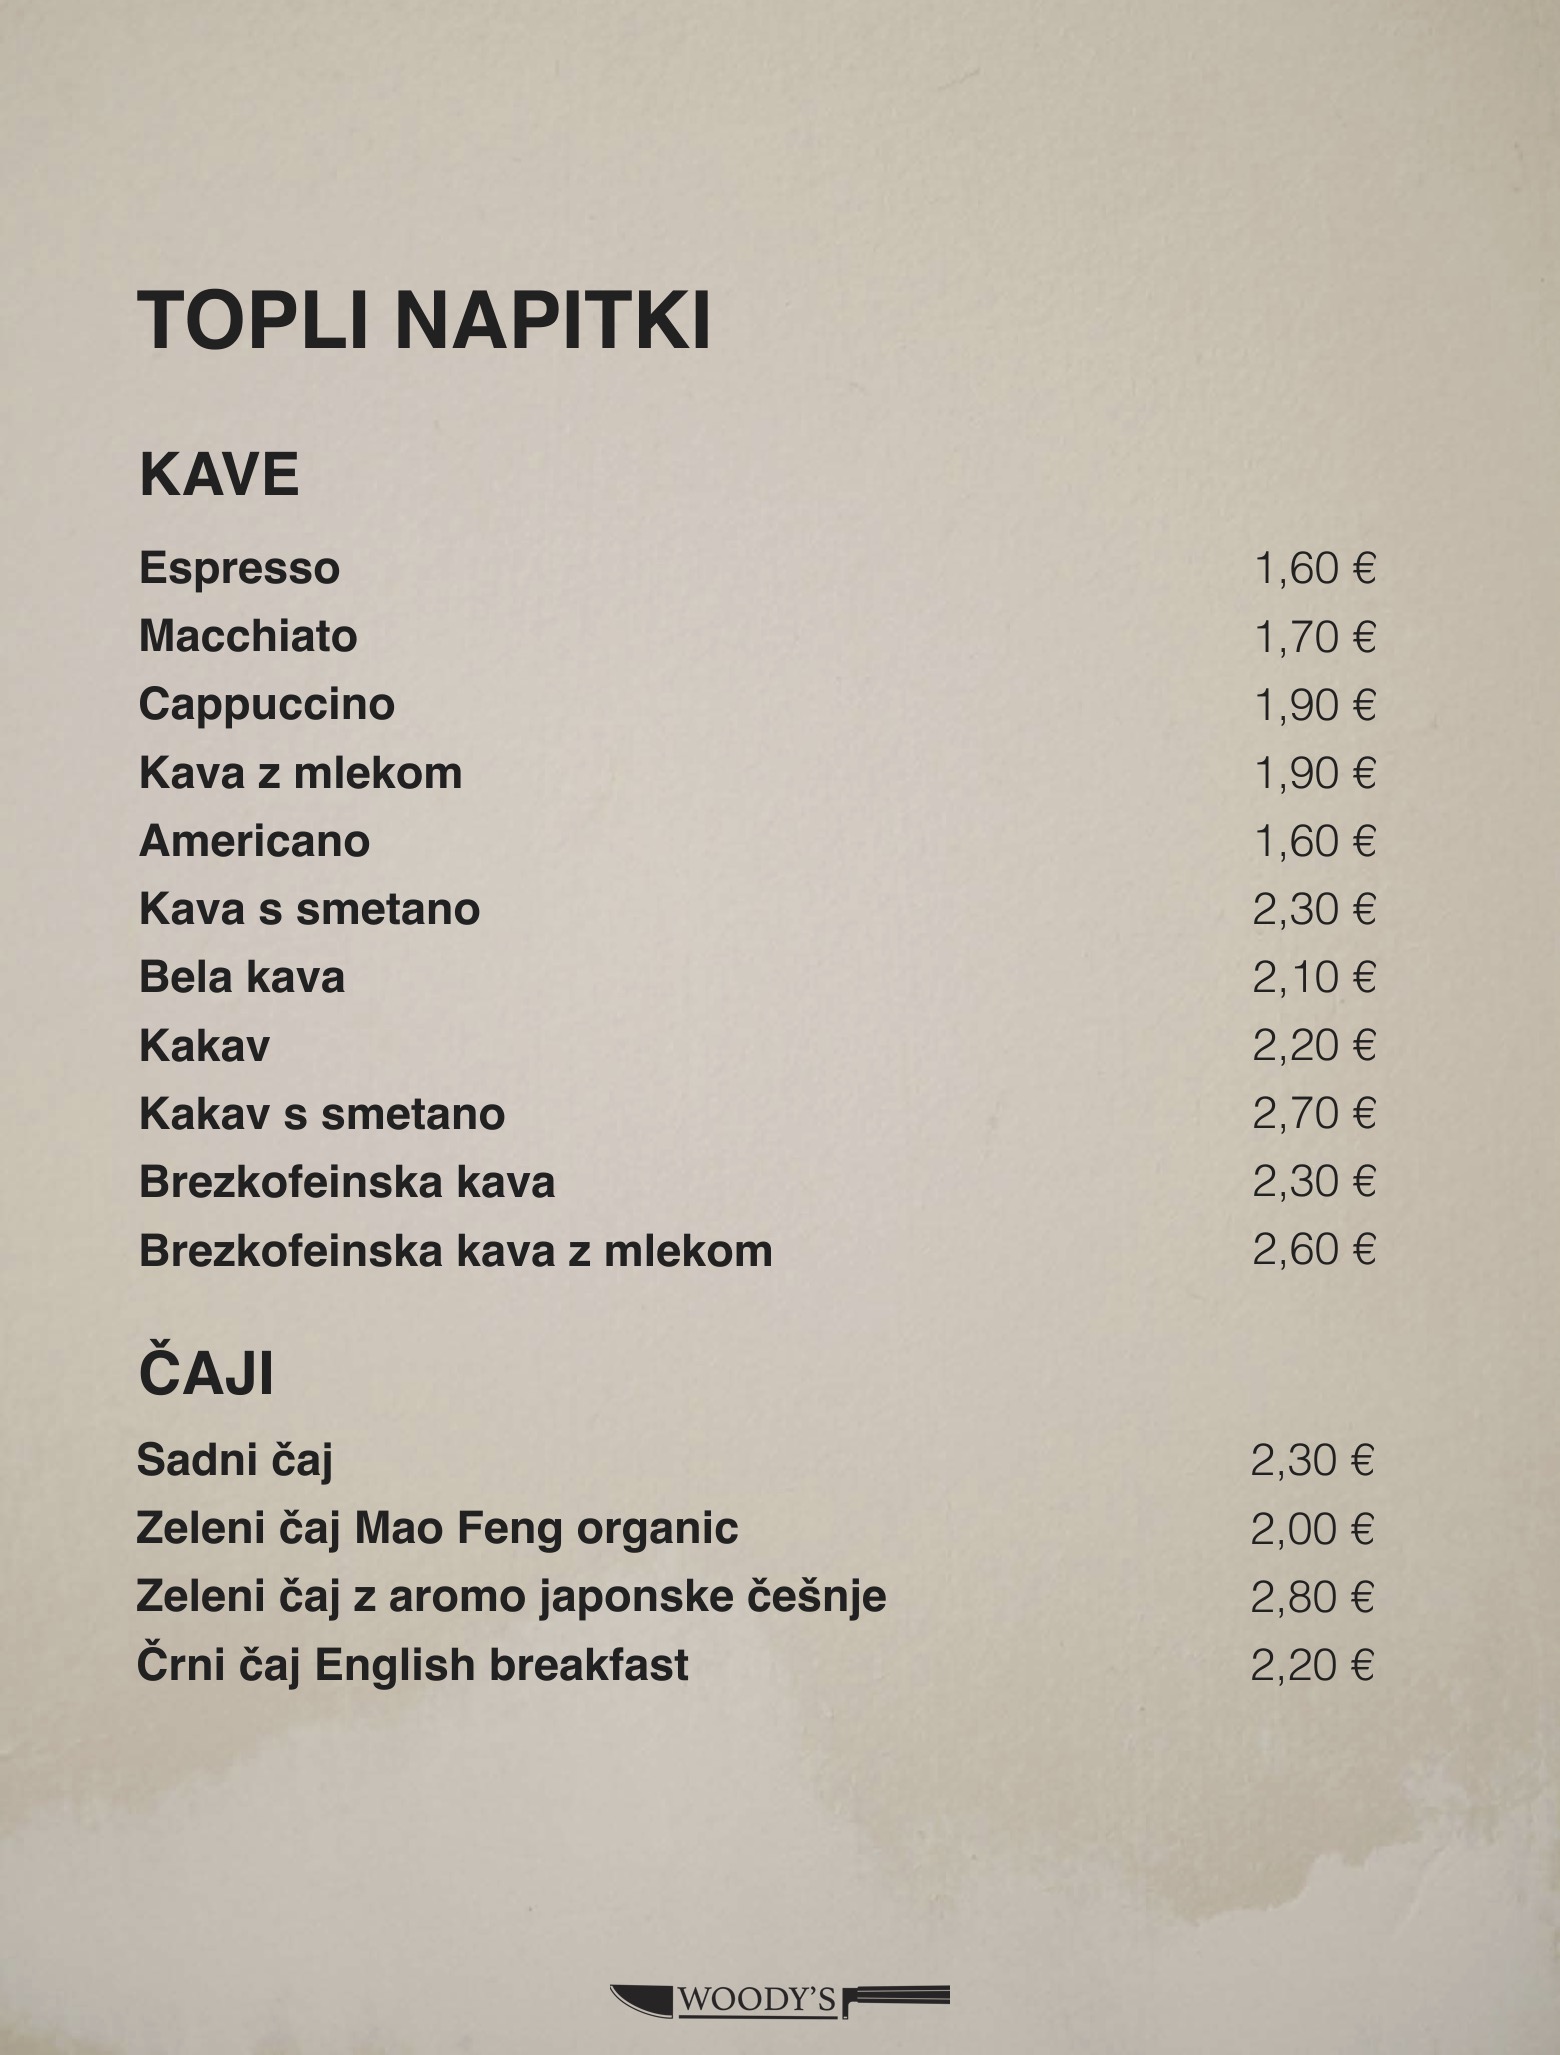 TOPLI NAPITKI
KAVE
Espresso 1,60 €
Macchiato 1,70 €
Cappuccino 1,90 €
Kava z mlekom 1,90 €
Americano 1,60 €
Kava s smetano 2,30 €
Bela kava 2,10 €
Kakav 2,20 €
Kakav s smetano 2,70 €
Brezkofeinska kava 2,30 €
Brezkofeinska kava z mlekom 2,60 €
ČAJI
Sadni čaj 2,30 €
Zeleni čaj Mao Feng organic 2,00 €
Zeleni čaj z aromo japonske češnje 2,80 €
Črni čaj English breakfast 2,20 €
WOODY'S